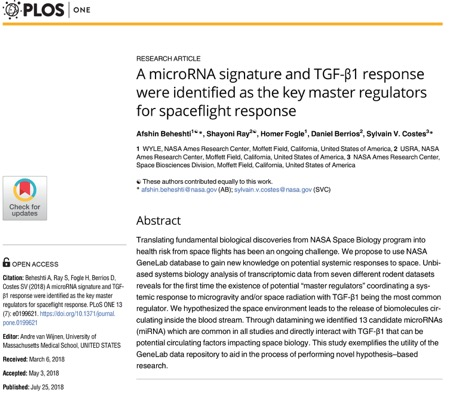 PLOS | ONE
RESEARCH ARTICLE
A microRNA signature and TGF-β1 response
were identified as the key master regulators
for spaceflight response
Afshin Beheshti1☯*, Shayoni Ray2☯, Homer Fogle1, Daniel Berrios2, Sylvain V. Costes3*
1 WYLE, NASA Ames Research Center, Moffett Field, California, United States of America, 2 USRA, NASA
Ames Research Center, Moffett Field, California, United States of America, 3 NASA Ames Research Center,
Space Biosciences Division, Moffett Field, California, United States of America
☯ These authors contributed equally to this work.
* afshin.beheshti@nasa.gov (AB); sylvain.v.costes@nasa.gov (SVC)
Check for
updates
OPEN ACCESS
Citation: Beheshti A, Ray S, Fogle H, Berrios D,
Costes SV (2018) A microRNA signature and TGF-
β1 response were identified as the key master
regulators for spaceflight response. PLoS ONE 13
(7): e0199621. https://doi.org/10.1371/journal.
pone.0199621
Editor: Andre van Wijnen, University of
Massachusetts Medical School, UNITED STATES
Received: March 6, 2018
Accepted: May 3, 2018
Published: July 25, 2018
Abstract
Translating fundamental biological discoveries from NASA Space Biology program into
health risk from space flights has been an ongoing challenge. We propose to use NASA
GeneLab database to gain new knowledge on potential systemic responses to space. Unbi-
ased systems biology analysis of transcriptomic data from seven different rodent datasets
reveals for the first time the existence of potential “master regulators” coordinating a sys-
temic response to microgravity and/or space radiation with TGF-β1 being the most common
regulator. We hypothesized the space environment leads to the release of biomolecules cir-
culating inside the blood stream. Through datamining we identified 13 candidate microRNAs
(miRNA) which are common in all studies and directly interact with TGF-β1 that can be
potential circulating factors impacting space biology. This study exemplifies the utility of the
GeneLab data repository to aid in the process of performing novel hypothesis–based
research.